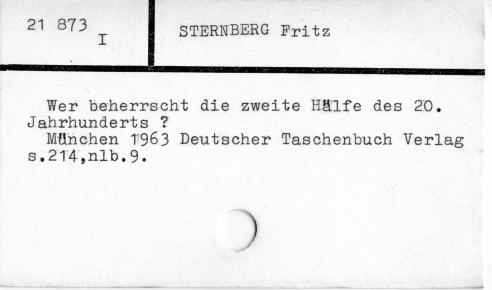 21 873
I
STERNBERG Fritz
Wer beherrscht die zweite Hälfe des 20.
Jahrhunderts ?
München 1963 Deutscher Taschenbuch Verlag
s.214,nlb.9.